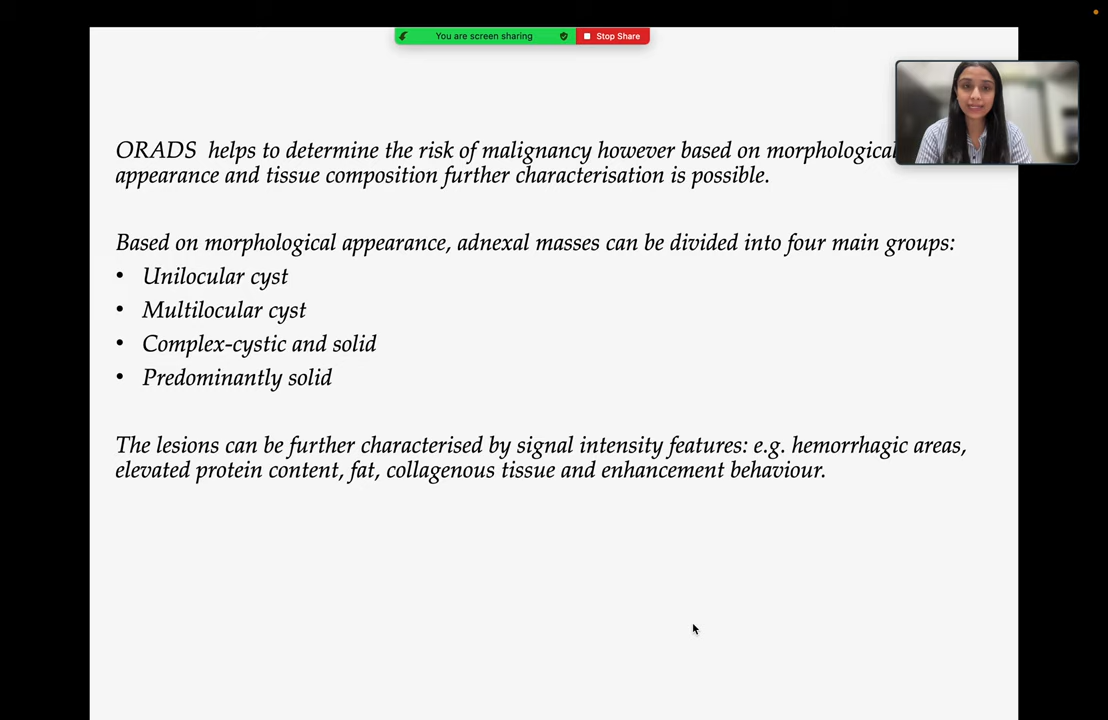 You are screen sharing
Stop Share
ORADS helps to determine the risk of malignancy however based on morphological
appearance and tissue composition further characterisation is possible.
Based on morphological appearance, adnexal masses can be divided into four main groups:
• Unilocular cyst
• Multilocular cyst
• Complex-cystic and solid
• Predominantly solid
The lesions can be further characterised by signal intensity features: e.g. hemorrhagic areas,
elevated protein content, fat, collagenous tissue and enhancement behaviour.